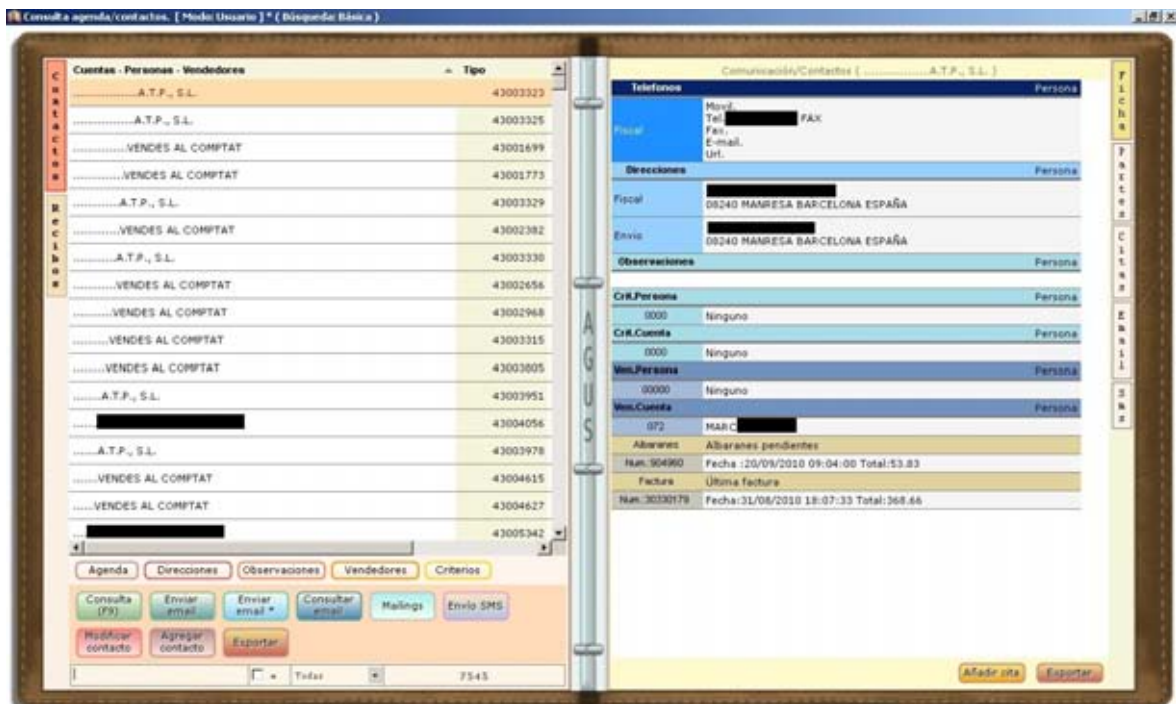 Consulta agenda/contactos. [ Modo: Usuario ] * ( Búsqueda: Básica )
Contactos
Recibos
Cuentas - Personas - Vendedores Tipo
................A.T.P., S.L. 43003323
...............A.T.P., S.L. 43003325
..............VENDES AL COMPTAT 43001699
.............VENDES AL COMPTAT 43001773
............A.T.P., S.L. 43003329
............VENDES AL COMPTAT 43002382
...........A.T.P., S.L. 43003330
...........VENDES AL COMPTAT 43002656
..........VENDES AL COMPTAT 43002968
.........VENDES AL COMPTAT 43003315
........VENDES AL COMPTAT 43003805
.......A.T.P., S.L. 43003951
...... 43004056
......A.T.P., S.L. 43003978
......VENDES AL COMPTAT 43004615
.....VENDES AL COMPTAT 43004627
.... 43005342
Agenda Direcciones Observaciones Vendedores Criterios
Consulta (F9) Enviar email Enviar email * Consultar email Mailings Envío SMS
Modificar contacto Agregar contacto Exportar
* Todas 7545
AGUS
Comunicación/Contactos ( ................A.T.P., S.L. )
Telefonos Persona
Fiscal
Movil.
Tel. FAX
Fax.
E-mail.
Url.
Direcciones Persona
Fiscal
08240 MANRESA BARCELONA ESPAÑA
Envio
08240 MANRESA BARCELONA ESPAÑA
Observaciones Persona
Crit.Persona Persona
0000 Ninguno
Crit.Cuenta Persona
0000 Ninguno
Ven.Persona Persona
00000 Ninguno
Ven.Cuenta Persona
072 MARC
Albaranes Albaranes pendientes
Num: 904960 Fecha :20/09/2010 09:04:00 Total:53.83
Factura Última factura
Num: 30330179 Fecha:31/08/2010 18:07:33 Total:368.66
Añadir cita Exportar
Ficha
Partes
Citas
Email
Sms